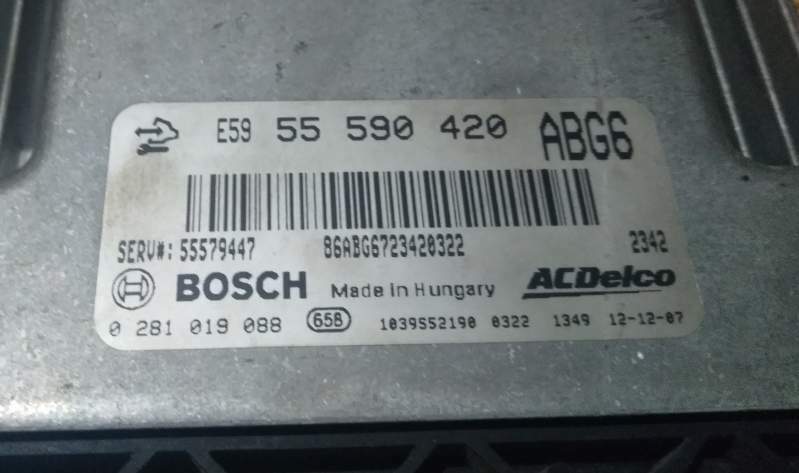 E59 55 590 420 ABG6
SERV#: 55579447 86ABG6723420322 2342
BOSCH Made in Hungary ACDelco
0 281 019 088 65B 1039S52190 0322 1349 12-12-07